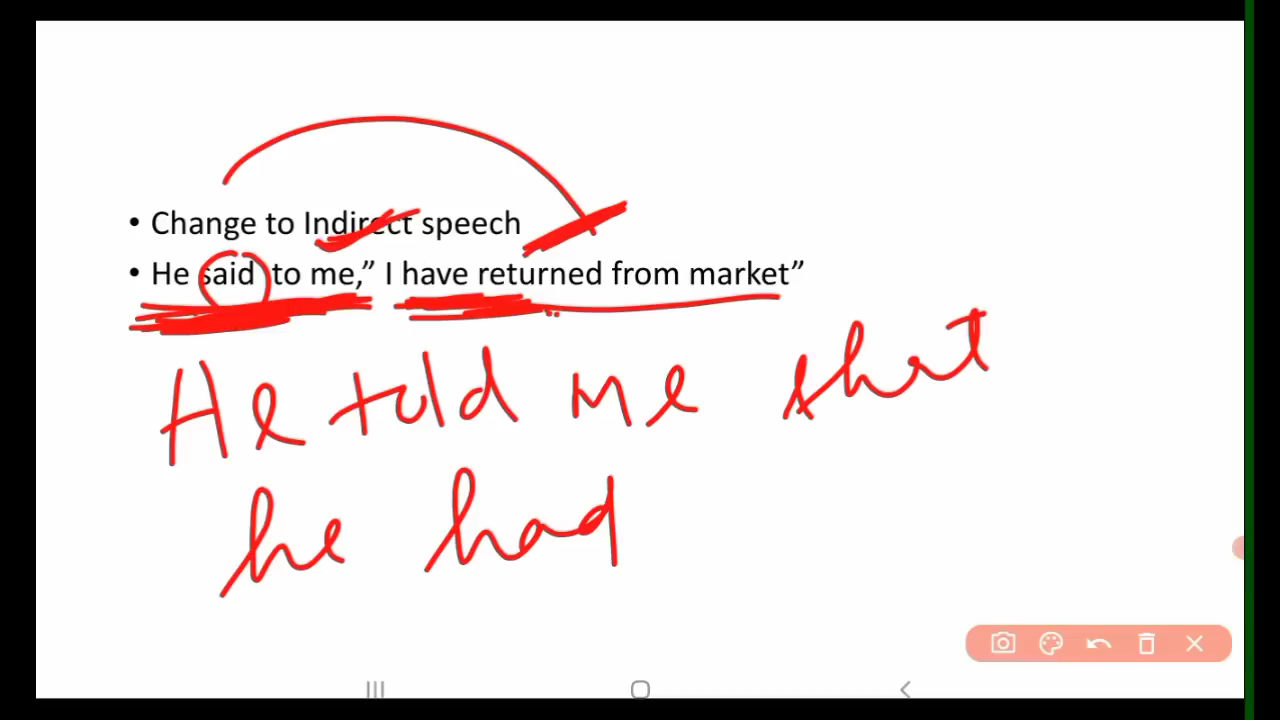 • Change to Indirect speech
• He said to me,” I have returned from market”
He told me that
he had